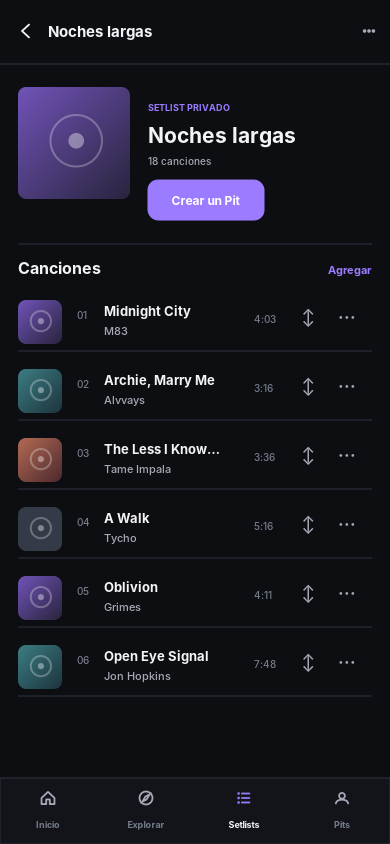 Noches largas
SETLIST PRIVADO
Noches largas
18 canciones
Crear un Pit
Canciones
Agregar
01
Midnight City
M83
4:03
02
Archie, Marry Me
Alvvays
3:16
03
The Less I Know...
Tame Impala
3:36
04
A Walk
Tycho
5:16
05
Oblivion
Grimes
4:11
06
Open Eye Signal
Jon Hopkins
7:48
Inicio
Explorar
Setlists
Pits